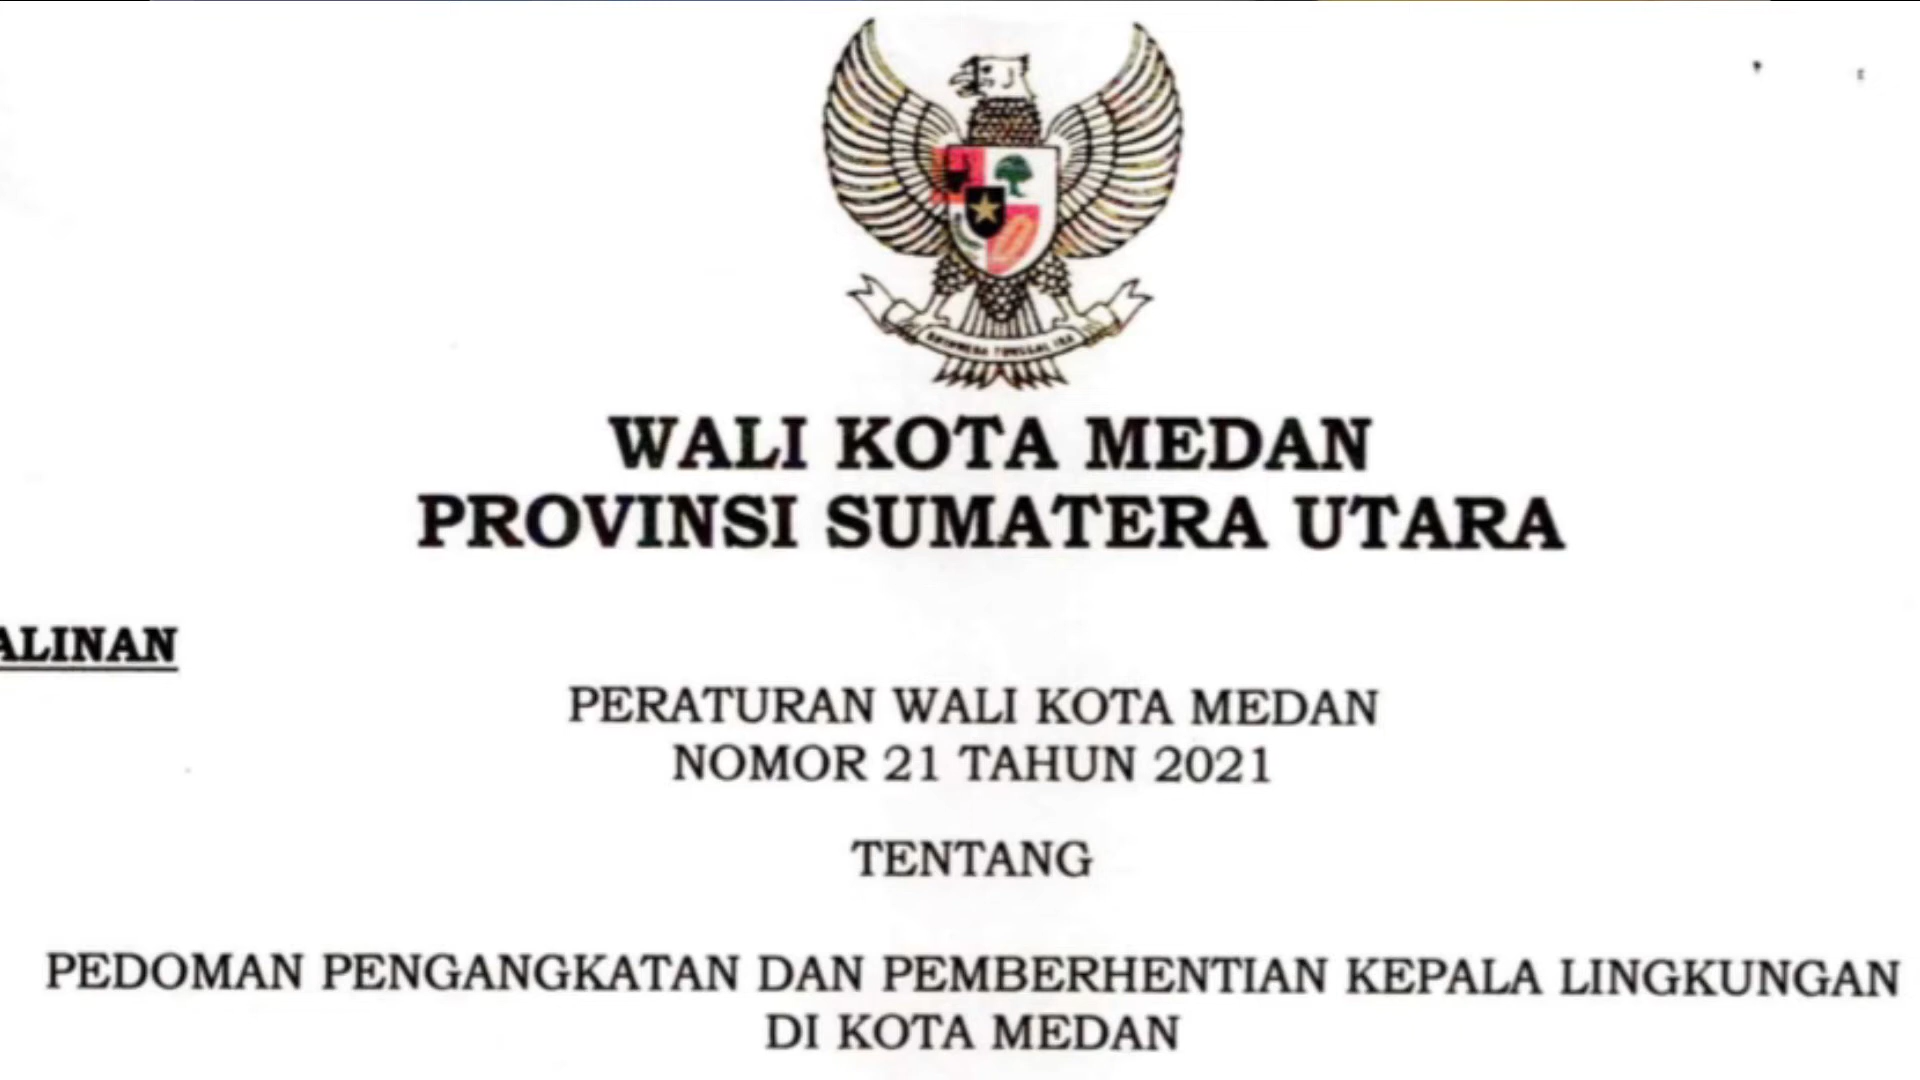 WALI KOTA MEDAN
PROVINSI SUMATERA UTARA
ALINAN
PERATURAN WALI KOTA MEDAN
NOMOR 21 TAHUN 2021
TENTANG
PEDOMAN PENGANGKATAN DAN PEMBERHENTIAN KEPALA LINGKUNGAN
DI KOTA MEDAN